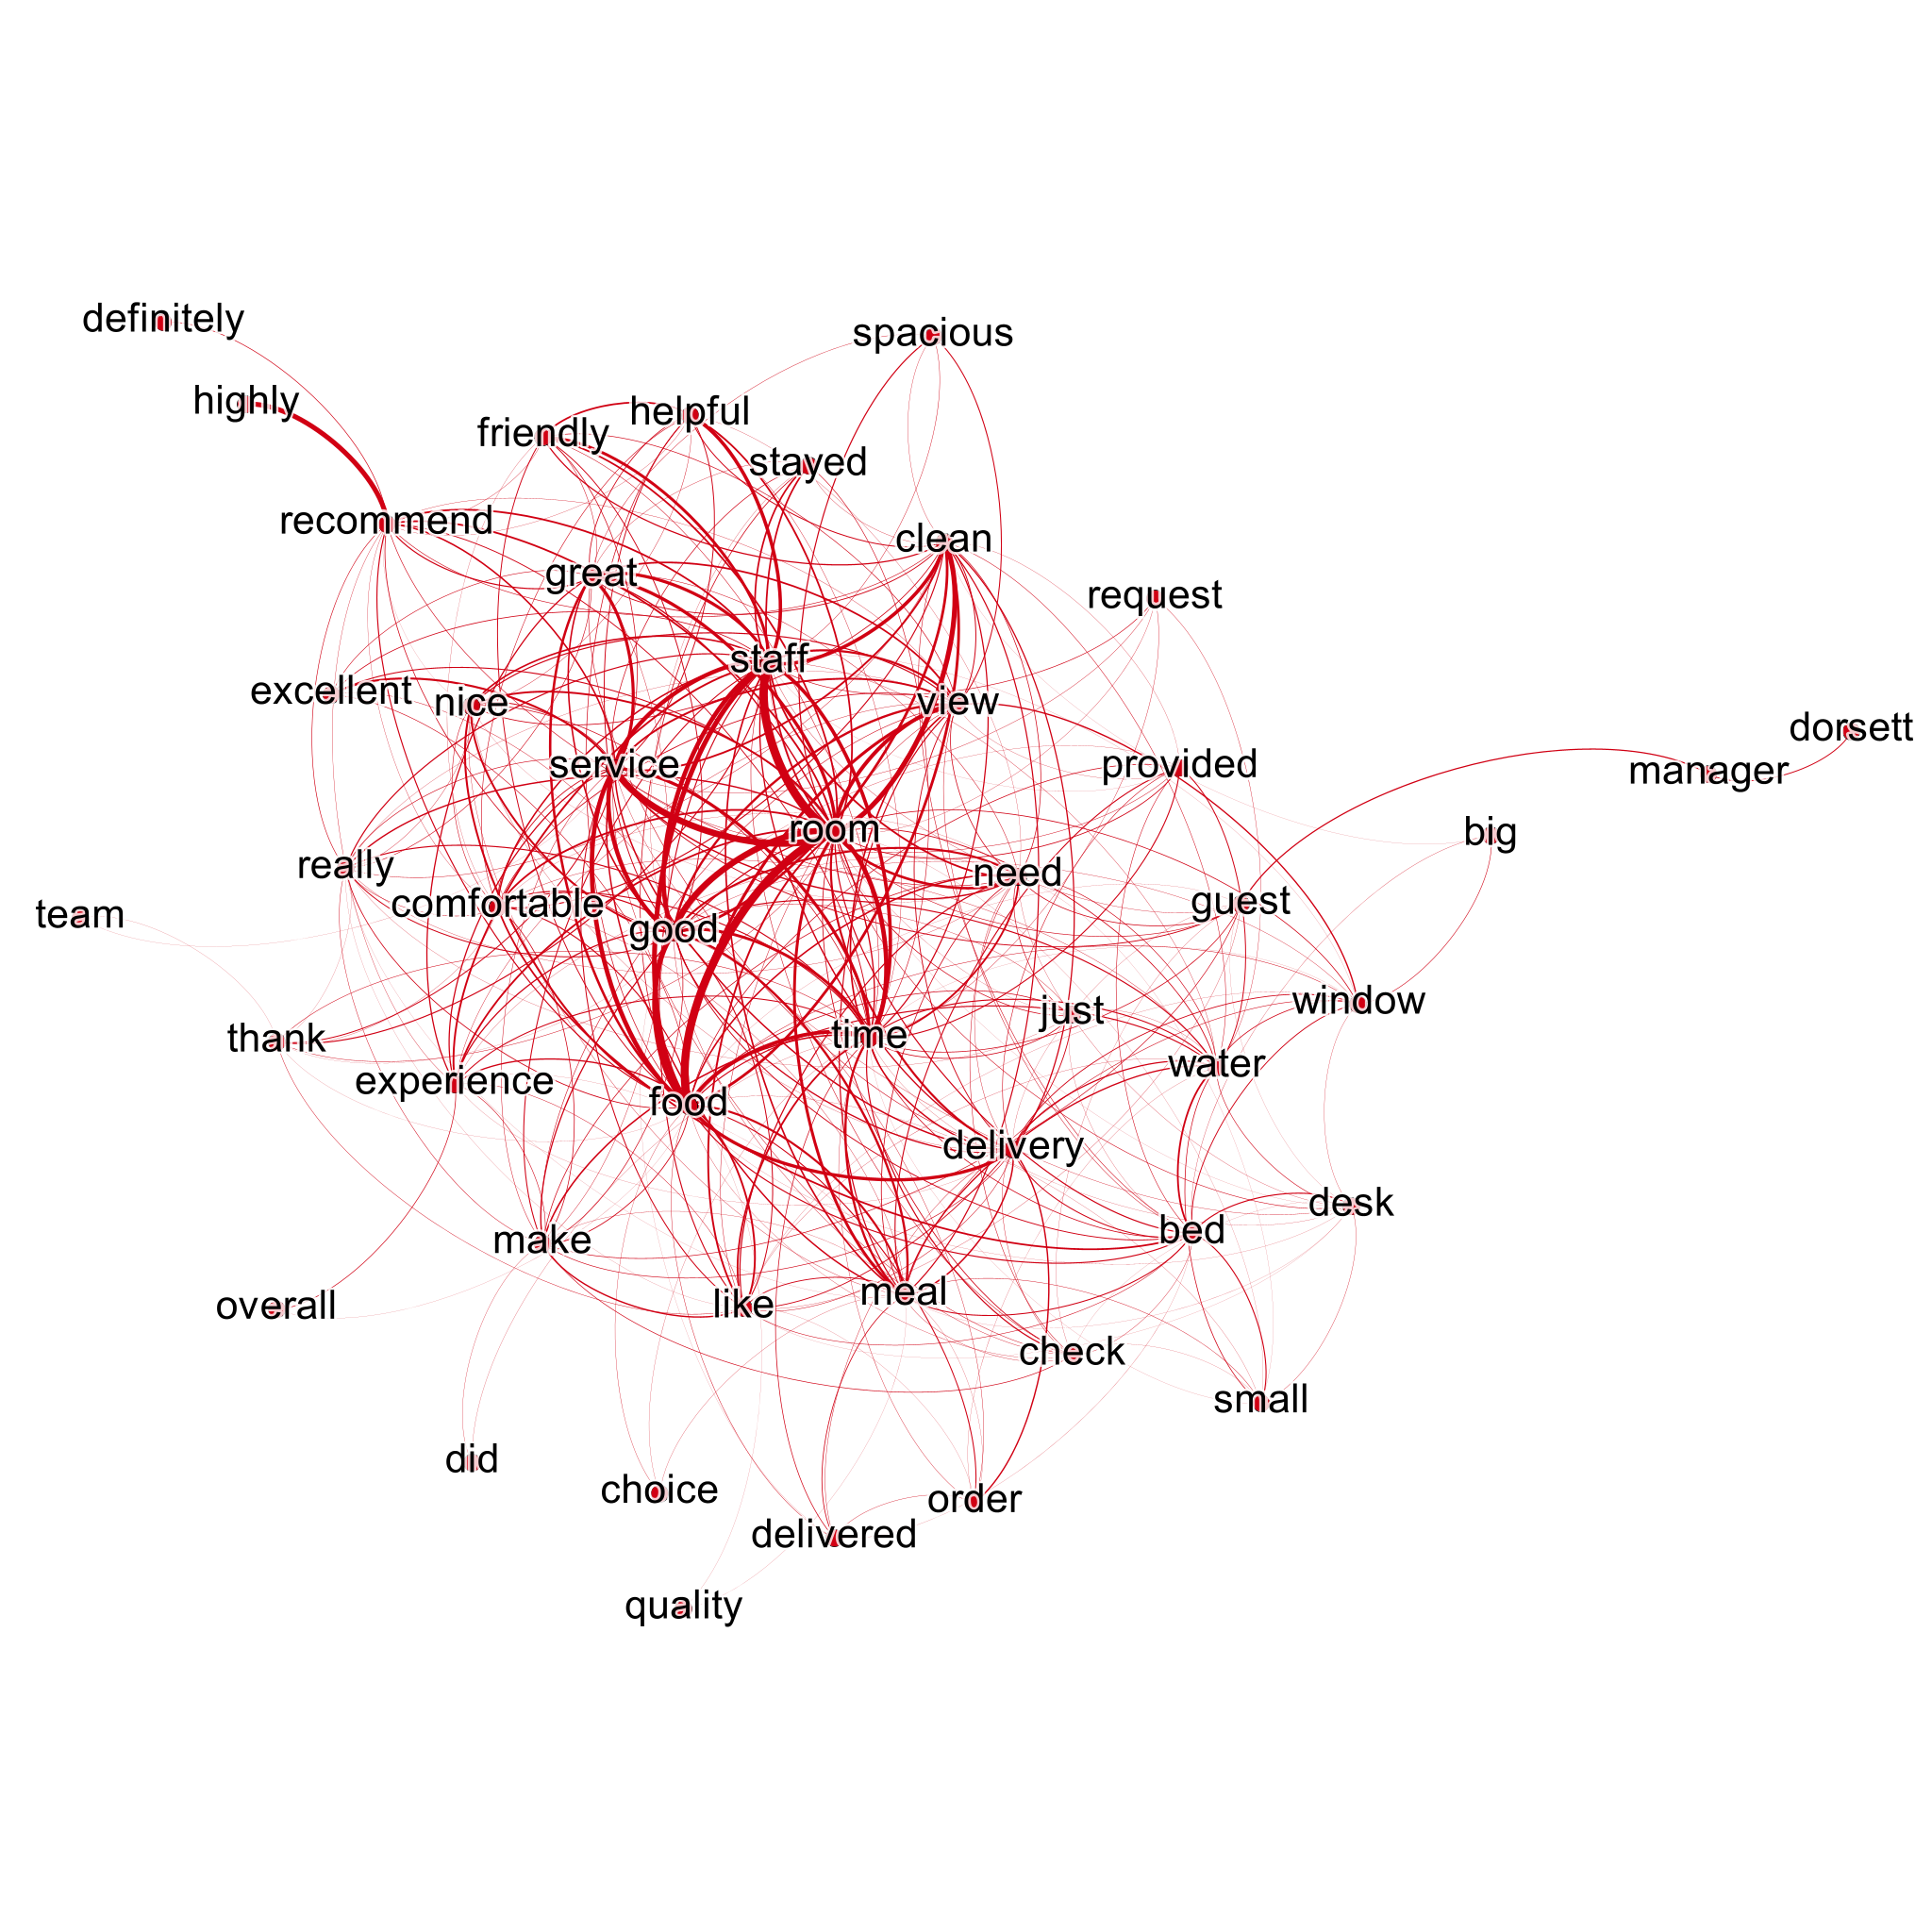 definitely
spacious
highly
helpful
friendly
stayed
recommend
clean
great
request
staff
excellent
nice
view
dorsett
service
provided
manager
room
big
really
need
comfortable
guest
team
good
window
just
thank
time
water
experience
food
delivery
desk
bed
make
meal
overall
like
check
small
did
choice
order
delivered
quality